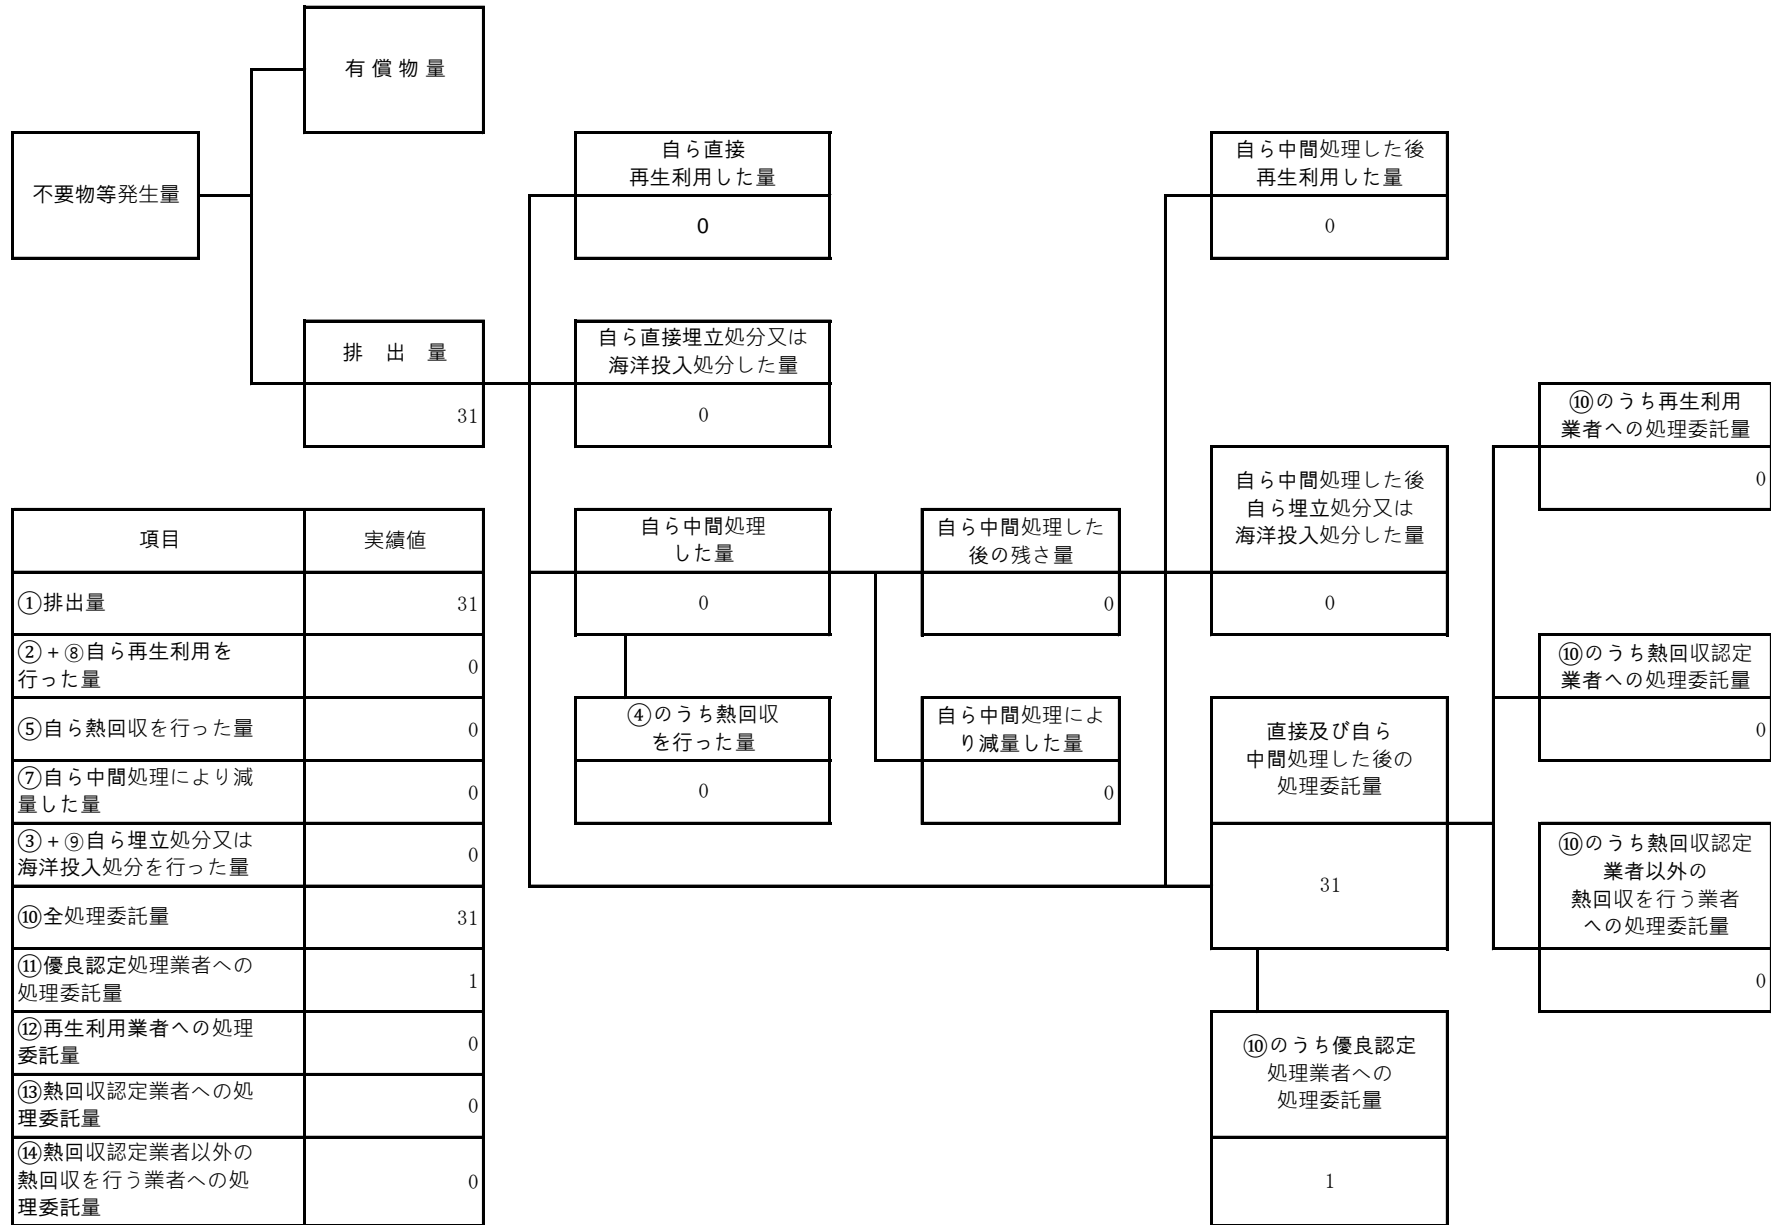 有償物量
不要物等発生量
自ら直接
再生利用した量
0
自ら中間処理した後
再生利用した量
0
排 出 量
31
自ら直接埋立処分又は
海洋投入処分した量
0
⑩のうち再生利用
業者への処理委託量
0
自ら中間処理した後
自ら埋立処分又は
海洋投入処分した量
0
自ら中間処理
した量
0
自ら中間処理した
後の残さ量
0
⑩のうち熱回収認定
業者への処理委託量
0
④のうち熱回収
を行った量
0
自ら中間処理によ
り減量した量
0
直接及び自ら
中間処理した後の
処理委託量
31
⑩のうち熱回収認定
業者以外の
熱回収を行う業者
への処理委託量
0
⑩のうち優良認定
処理業者への
処理委託量
1
項目 実績値
①排出量 31
②+⑧自ら再生利用を
行った量 0
⑤自ら熱回収を行った量 0
⑦自ら中間処理により減
量した量 0
③+⑨自ら埋立処分又は
海洋投入処分を行った量 0
⑩全処理委託量 31
⑪優良認定処理業者への
処理委託量 1
⑫再生利用業者への処理
委託量 0
⑬熱回収認定業者への処
理委託量 0
⑭熱回収認定業者以外の
熱回収を行う業者への処
理委託量 0